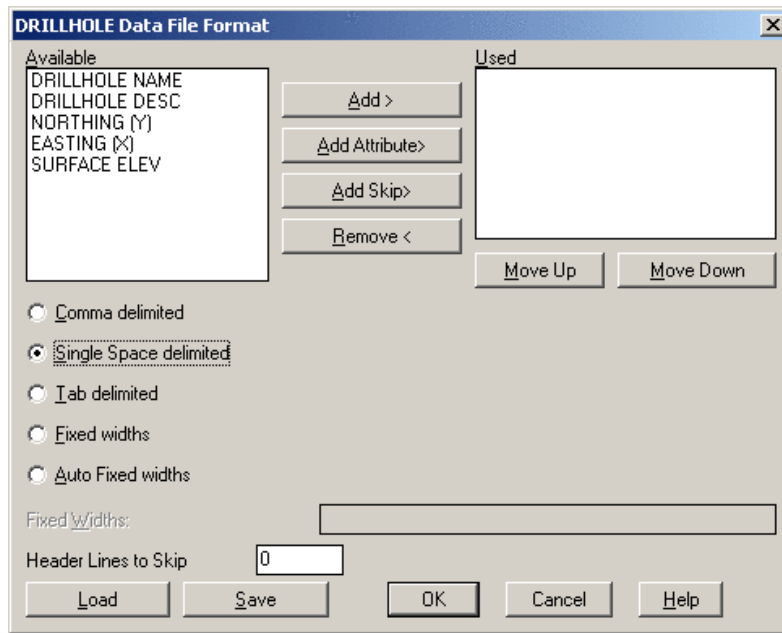 DRILLHOLE Data File Format
Available
DRILLHOLE NAME
DRILLHOLE DESC
NORTHING (Y)
EASTING (X)
SURFACE ELEV
Add >
Add Attribute>
Add Skip>
Remove <
Used
Move Up
Move Down
Comma delimited
Single Space delimited
Tab delimited
Fixed widths
Auto Fixed widths
Fixed Widths:
Header Lines to Skip 0
Load Save OK Cancel Help